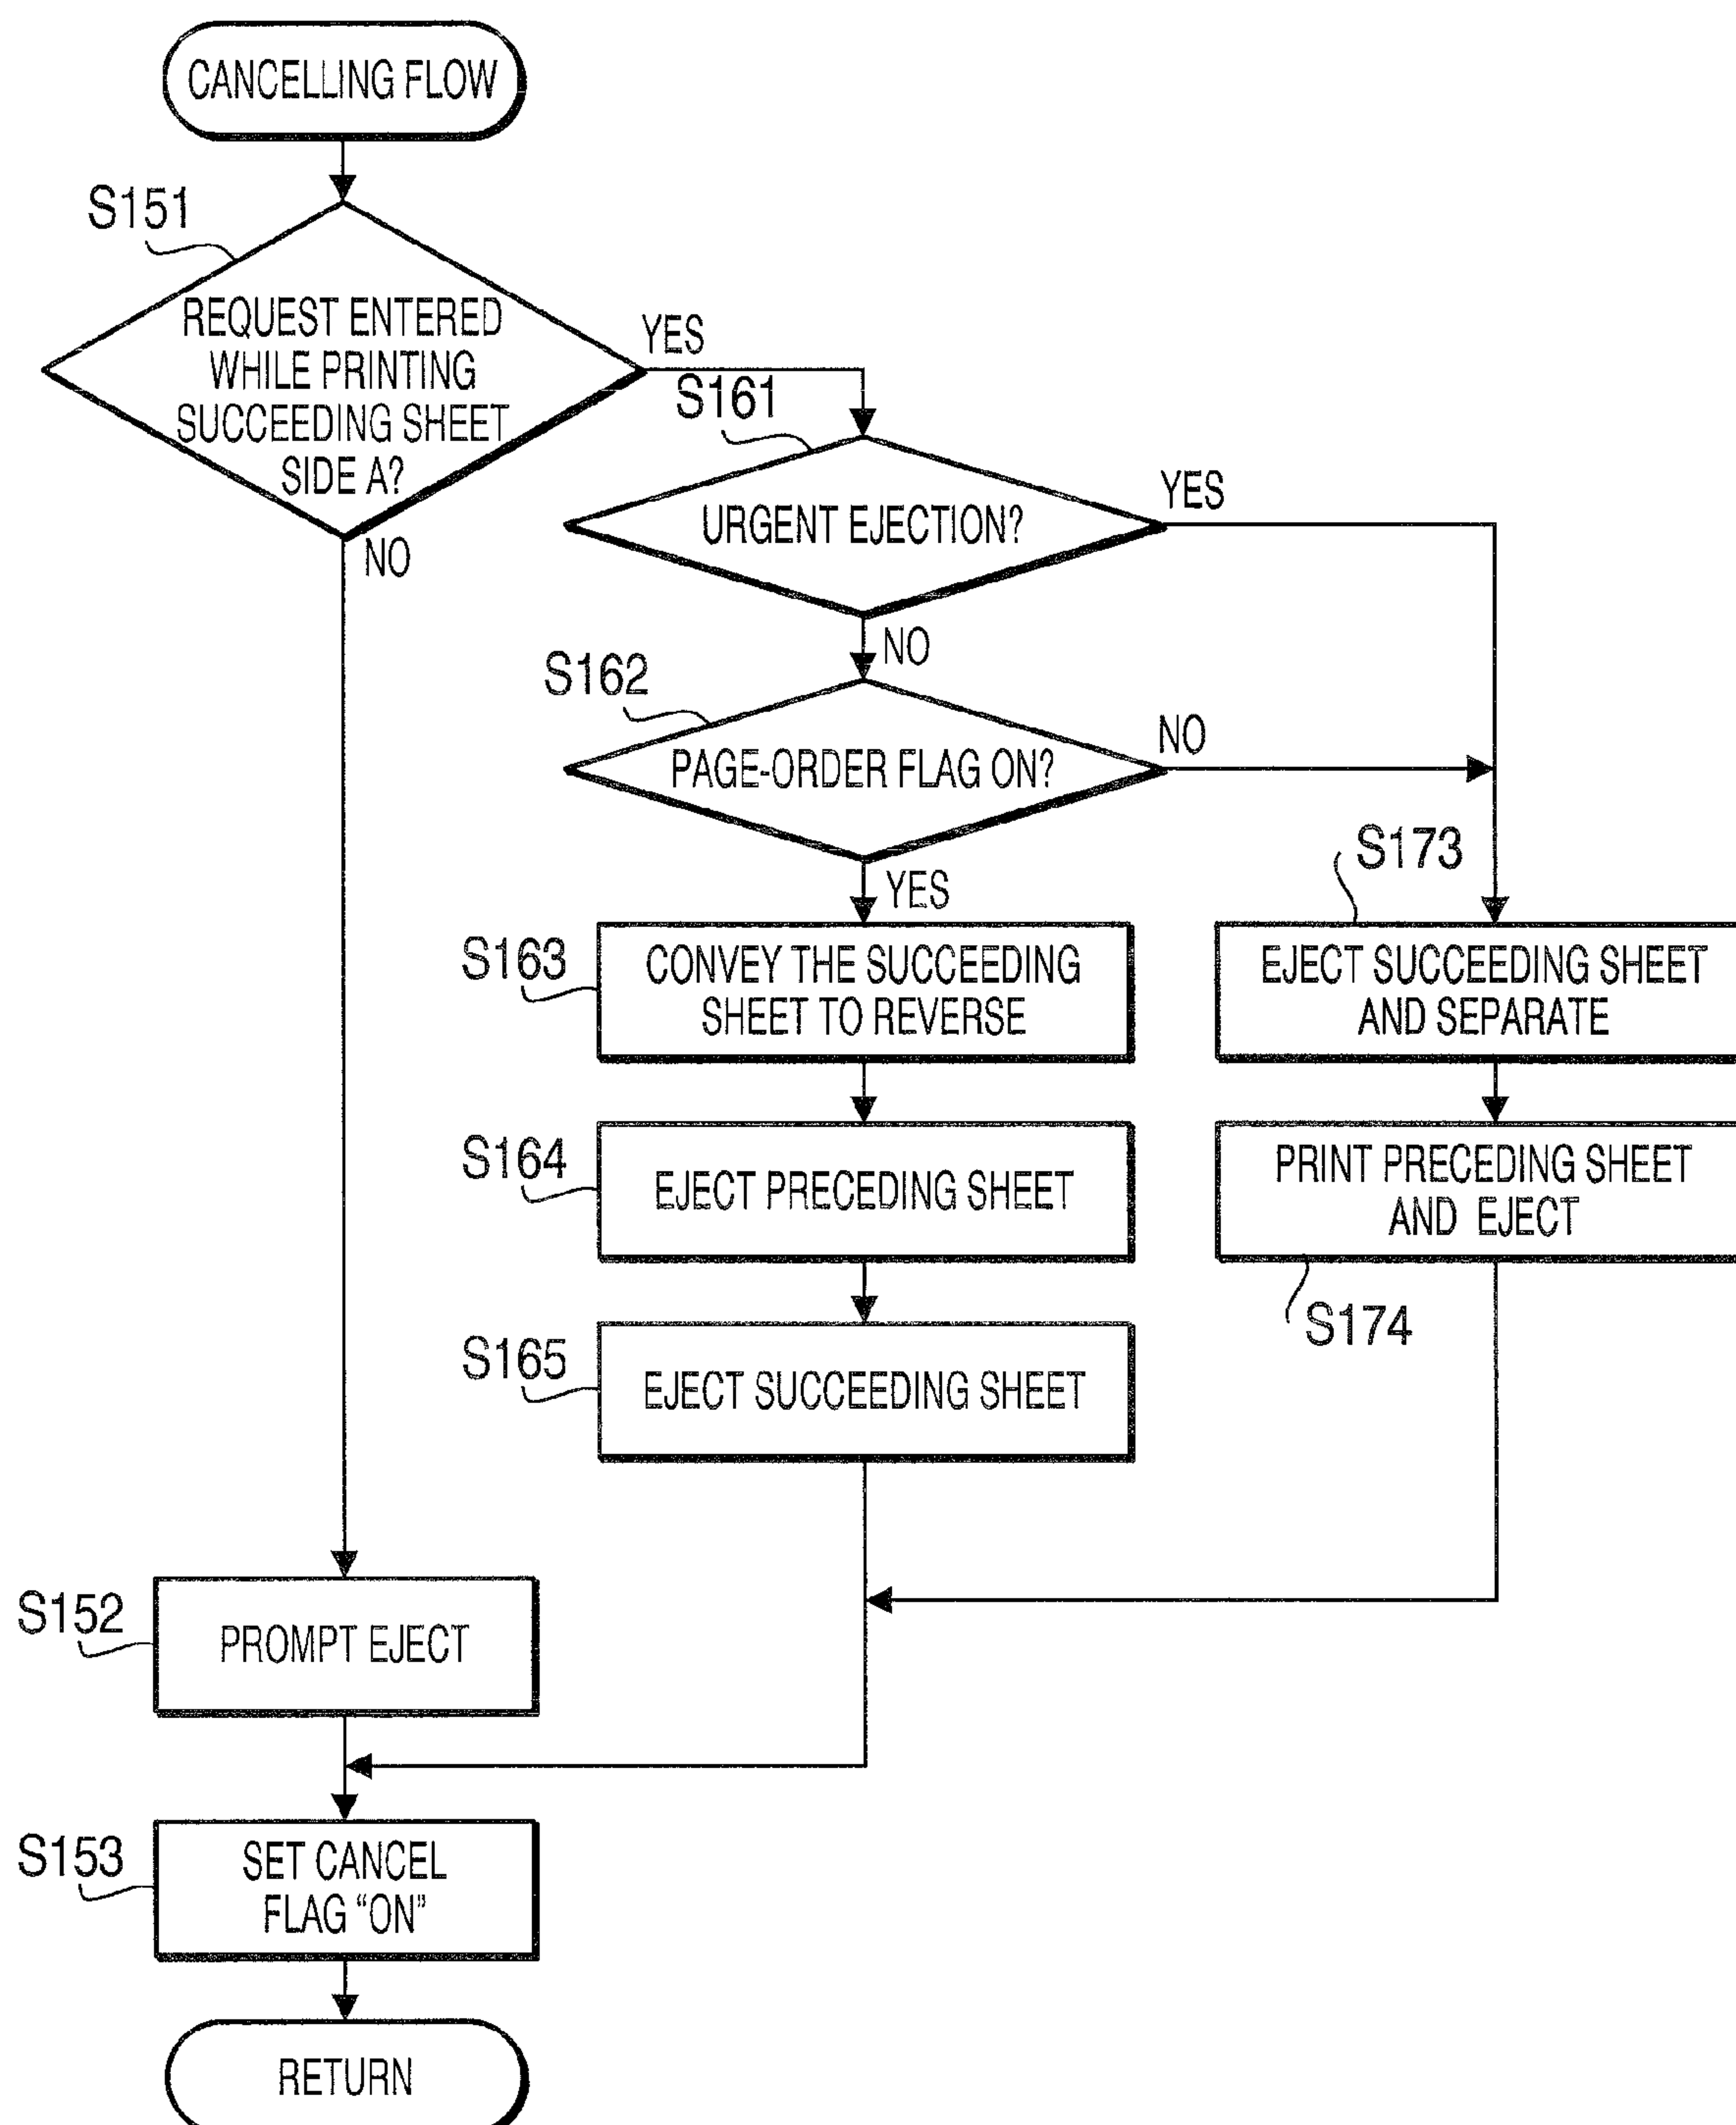 CANCELLING FLOW
S151
REQUEST ENTERED
WHILE PRINTING
SUCCEEDING SHEET
SIDE A?
YES
NO
S161
URGENT EJECTION?
YES
NO
S162
PAGE-ORDER FLAG ON?
NO
YES
S163
CONVEY THE SUCCEEDING
SHEET TO REVERSE
S173
EJECT SUCCEEDING SHEET
AND SEPARATE
S164
EJECT PRECEDING SHEET
PRINT PRECEDING SHEET
AND EJECT
S174
S165
EJECT SUCCEEDING SHEET
S152
PROMPT EJECT
S153
SET CANCEL
FLAG “ON”
RETURN